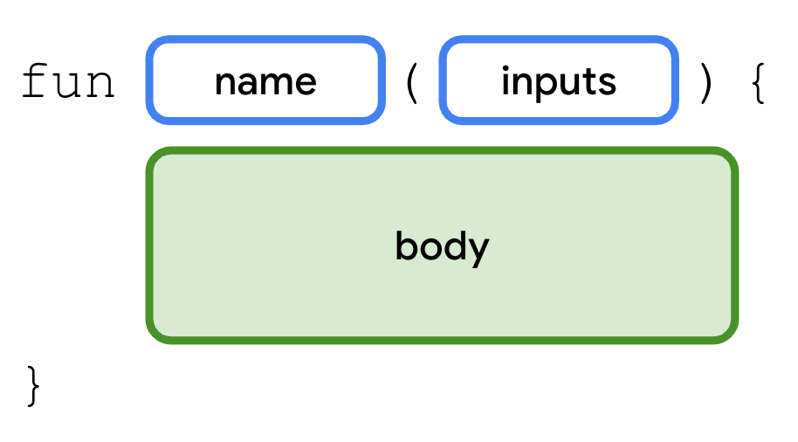 fun name ( inputs ) {
body
}